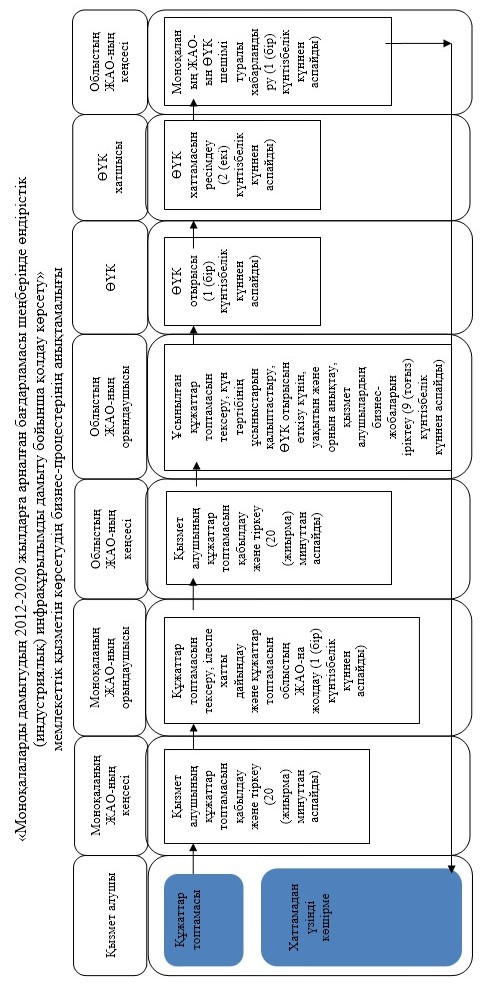 «Моноқалаларды дамытудың 2012-2020 жылдарға арналған бағдарламасы шеңберінде өндірістік
(индустриялық) инфрақұрылымды дамыту бойынша қолдау көрсету»
мемлекеттік қызметін көрсетудің бизнес-процестерінің анықтамалығы
Қызмет алушы
Құжаттар
топтамасы
Хаттамадан
үзінді
көшірме
Моноқаланың
ЖАО-ның
кеңсесі
Қызмет
алушының
құжаттар
топтамасын
қабылдау
және тіркеу
(20
(жиырма)
минуттан
аспайды)
Моноқаланың
ЖАО-ның
орындаушысы
Құжаттар
топтамасын
тексеру, ілеспе
хатты
дайындау
және құжаттар
топтамасын
облыстың
ЖАО-на
жолдау (1 (бір)
күнтізбелік
күннен
аспайды)
Облыстың
ЖАО-ның
кеңсесі
Қызмет
алушының
құжаттар
топтамасын
қабылдау
және тіркеу
(20
(жиырма)
минуттан
аспайды)
Облыстың
ЖАО-ның
орындаушысы
Ұсынылған
құжаттар
топтамасын
тексеру, күн
тәртібінің
ұсыныстарын
қалыптастыру,
ӨҮК отырысын
өткізу күнін,
уақытын және
орнын анықтау,
қызмет
алушылардың
бизнес-
жобаларын
іріктеу (9 (тоғыз)
күнтізбелік
күннен аспайды)
ӨҮК
ӨҮК
отырысы
(1 (бір)
күнтізбелік
күннен
аспайды)
ӨҮК
хатшысы
ӨҮК
хаттамасын
ресімдеу
(2 (екі)
күнтізбелік
күннен
аспайды)
Облыстың
ЖАО-ның
кеңсесі
Моноқалан
ың ЖАО-
ын ӨҮК
шешімі
туралы
хабарланды
ру (1 (бір)
күнтізбелік
күннен
аспайды)